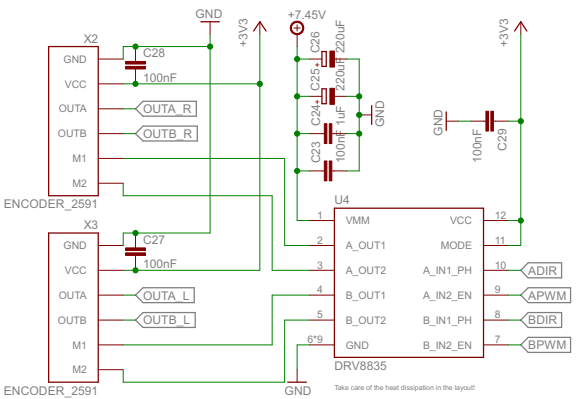 X2
GND
VCC
OUTA
OUTB
M1
M2
ENCODER_2591
C28
100nF
GND
+3V3
OUTA_R
OUTB_R
X3
GND
VCC
OUTA
OUTB
M1
M2
ENCODER_2591
C27
100nF
OUTA_L
OUTB_L
+7.45V
C26
220uF
C25
220uF
C24
1uF
C23
100nF
GND
+3V3
GND
C29
100nF
U4
1 VMM VCC 12
2 A_OUT1 MODE 11
3 A_OUT2 A_IN1_PH 10
4 B_OUT1 A_IN2_EN 9
5 B_OUT2 B_IN1_PH 8
6*9 GND B_IN2_EN 7
ADIR
APWM
BDIR
BPWM
DRV8835
GND
Take care of the heat dissipation in the layout!